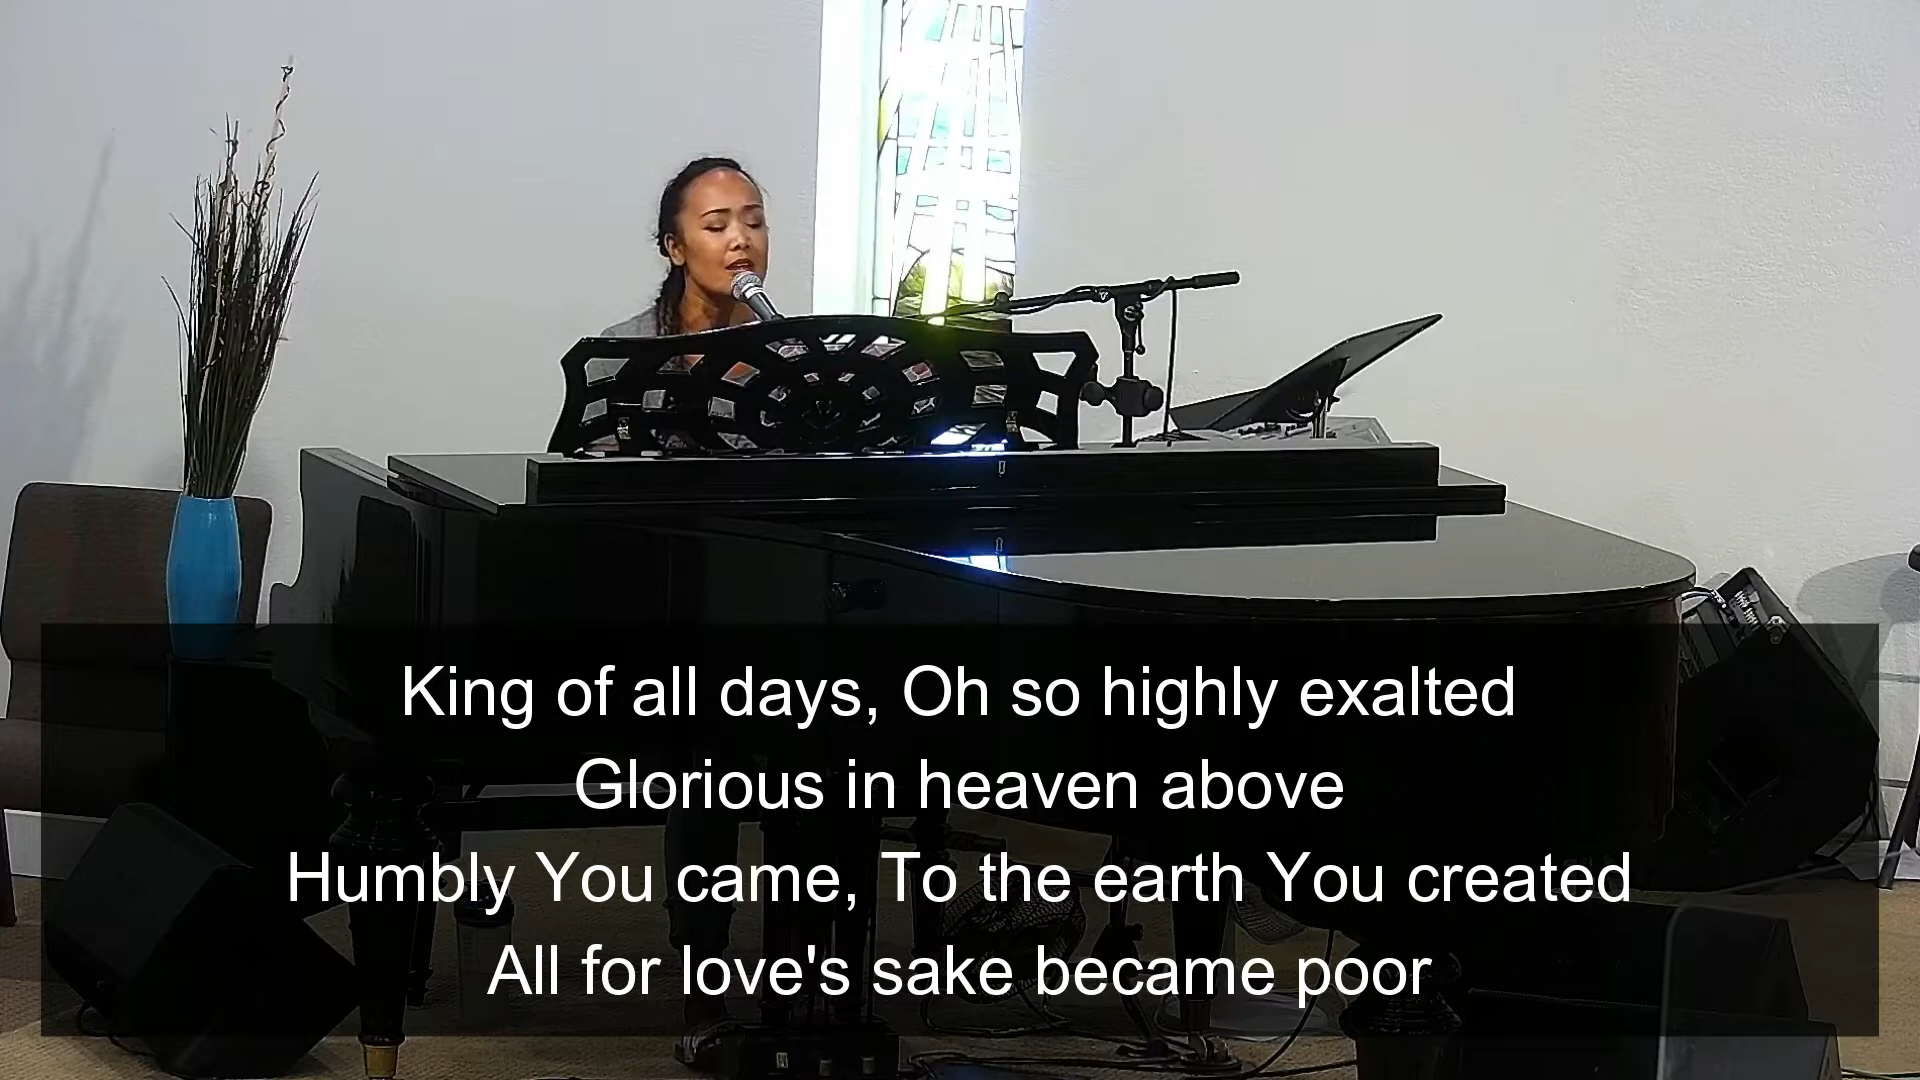 King of all days, Oh so highly exalted
Glorious in heaven above
Humbly You came, To the earth You created
All for love's sake became poor